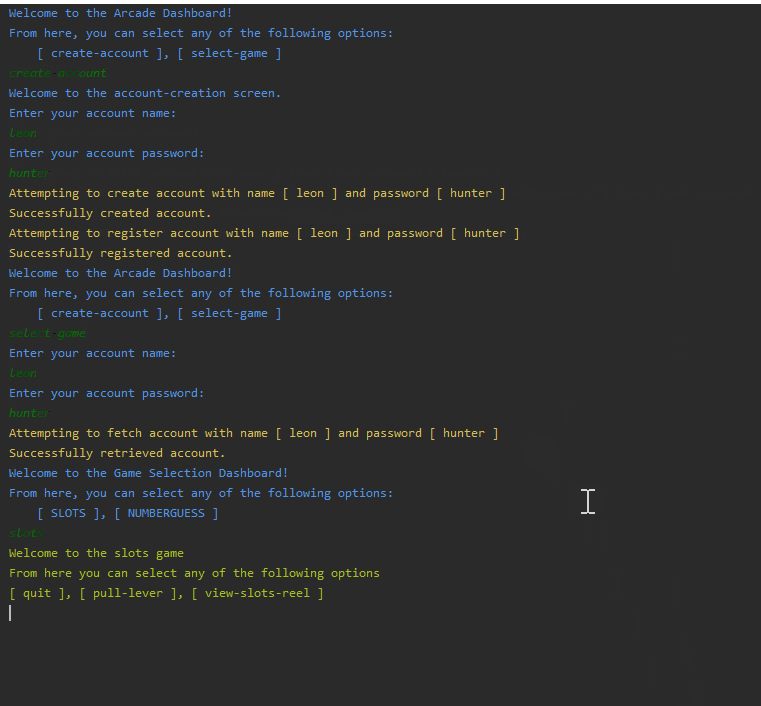 Welcome to the Arcade Dashboard!
From here, you can select any of the following options:
[ create-account ], [ select-game ]
create-account
Welcome to the account-creation screen.
Enter your account name:
leon
Enter your account password:
hunter
Attempting to create account with name [ leon ] and password [ hunter ]
Successfully created account.
Attempting to register account with name [ leon ] and password [ hunter ]
Successfully registered account.
Welcome to the Arcade Dashboard!
From here, you can select any of the following options:
[ create-account ], [ select-game ]
select-game
Enter your account name:
leon
Enter your account password:
hunter
Attempting to fetch account with name [ leon ] and password [ hunter ]
Successfully retrieved account.
Welcome to the Game Selection Dashboard!
From here, you can select any of the following options:
[ SLOTS ], [ NUMBERGUESS ]
slots
Welcome to the slots game
From here you can select any of the following options
[ quit ], [ pull-lever ], [ view-slots-reel ]